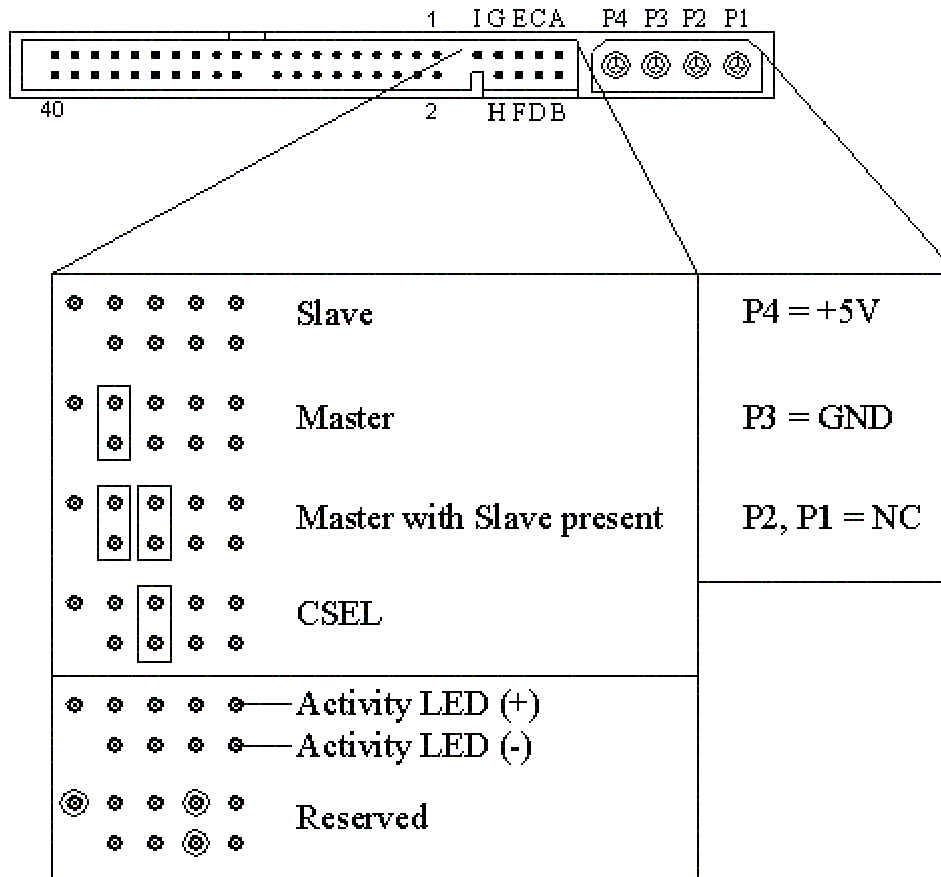 1 I G E C A P4 P3 P2 P1
40 2 H F D B
Slave P4 = +5V
Master P3 = GND
Master with Slave present P2, P1 = NC
CSEL
Activity LED (+)
Activity LED (-)
Reserved